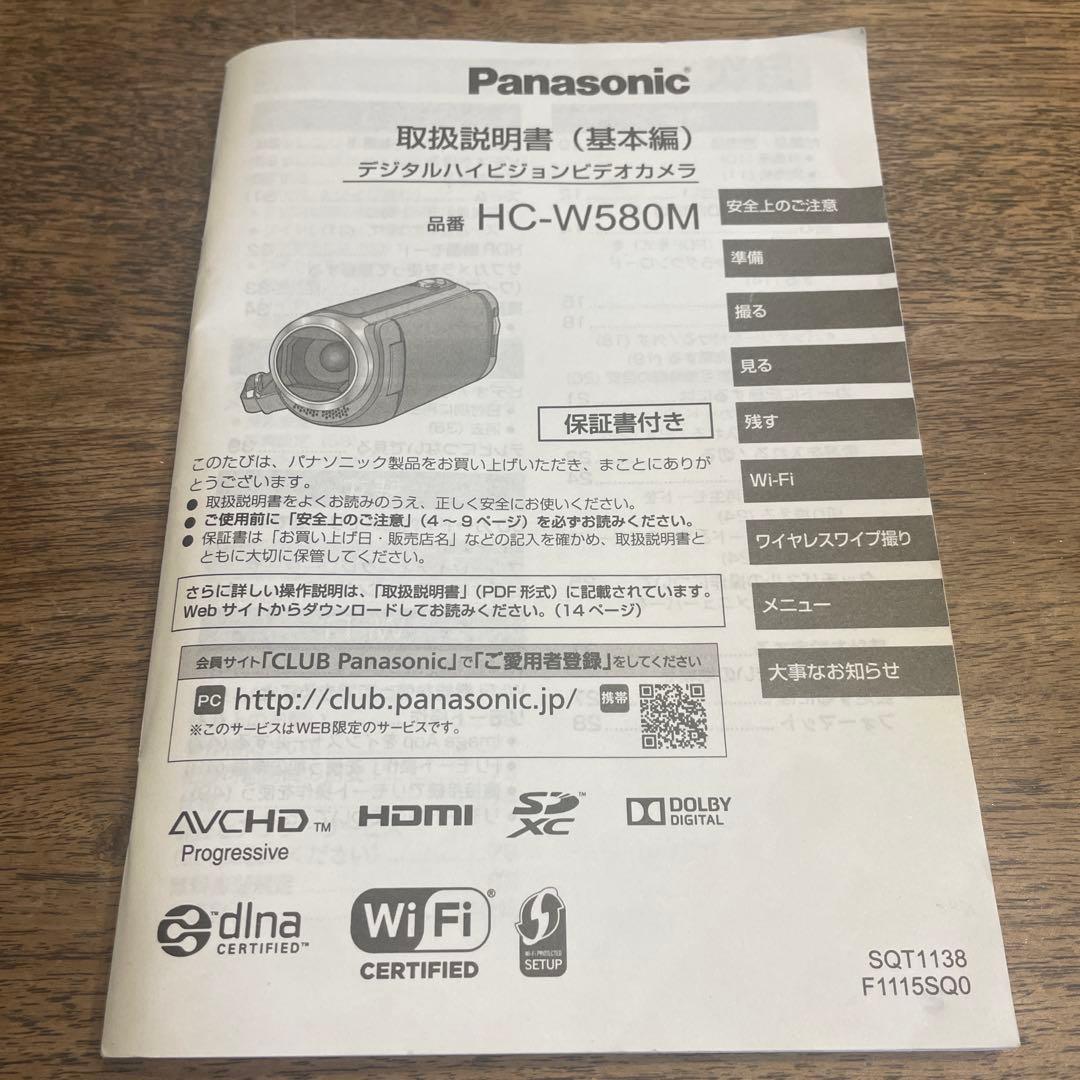 Panasonic
取扱説明書（基本編）
デジタルハイビジョンビデオカメラ
品番 HC-W580M
安全上のご注意
準備
撮る
見る
残す
Wi-Fi
ワイヤレスワイプ撮り
メニュー
大事なお知らせ
保証書付き
このたびは、パナソニック製品をお買い上げいただき、まことにありが
とうございます。
● 取扱説明書をよくお読みのうえ、正しく安全にお使いください。
● ご使用前に「安全上のご注意」（4～9ページ）を必ずお読みください。
● 保証書は「お買い上げ日・販売店名」などの記入を確かめ、取扱説明書と
ともに大切に保管してください。
さらに詳しい操作説明は、「取扱説明書」（PDF形式）に記載されています。
Webサイトからダウンロードしてお読みください。（14ページ）
会員サイト「CLUB Panasonic」で「ご愛用者登録」をしてください
PC http://club.panasonic.jp/ 携帯
※このサービスはWEB限定のサービスです。
AVCHD™
Progressive
HDMI
SD™
XC
DOLBY
DIGITAL
™dlna
CERTIFIED™
Wi Fi®
CERTIFIED
WI-FI PROTECTED
SETUP
SQT1138
F1115SQ0